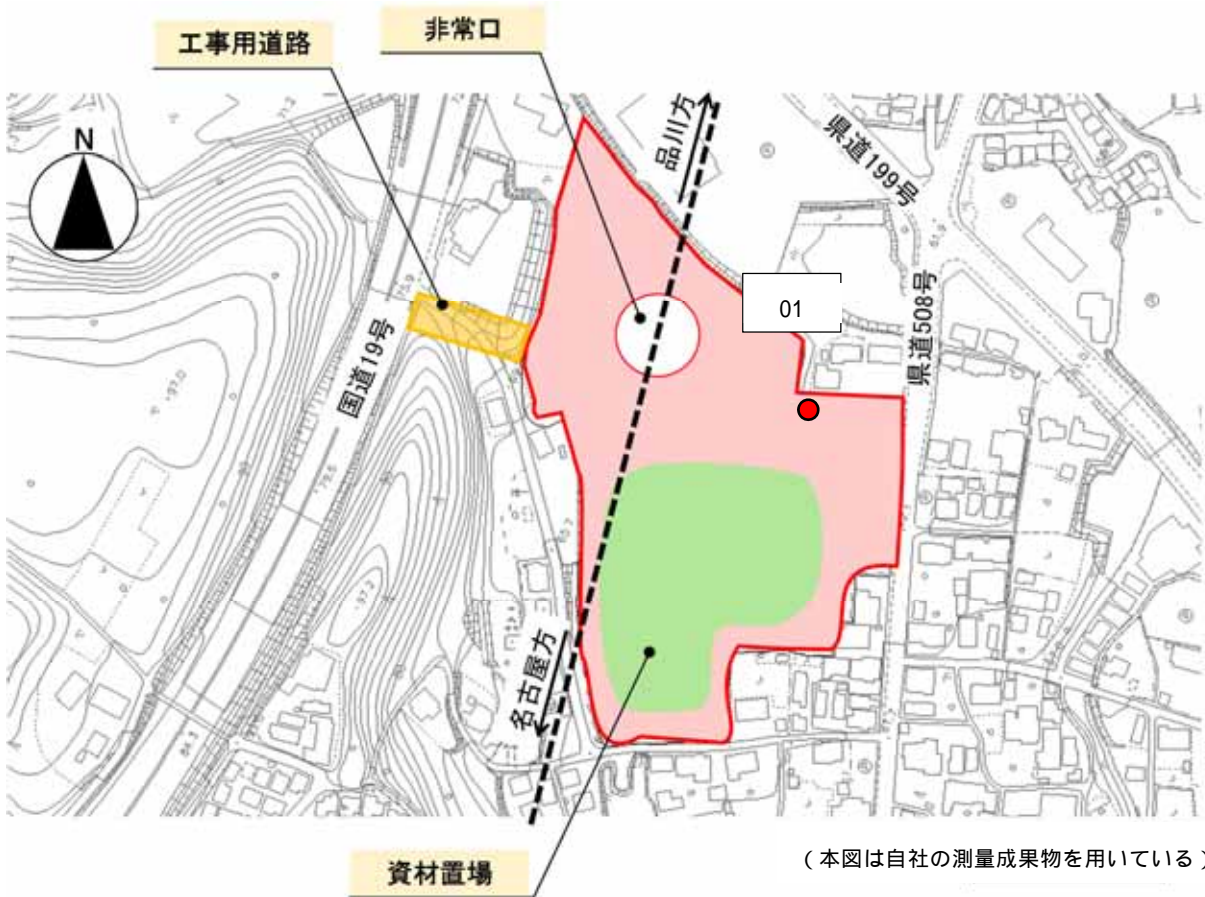 工事用道路
非常口
N
品川方
県道199号
01
国道19号
県道508号
名古屋方
資材置場
(本図は自社の測量成果物を用いている)